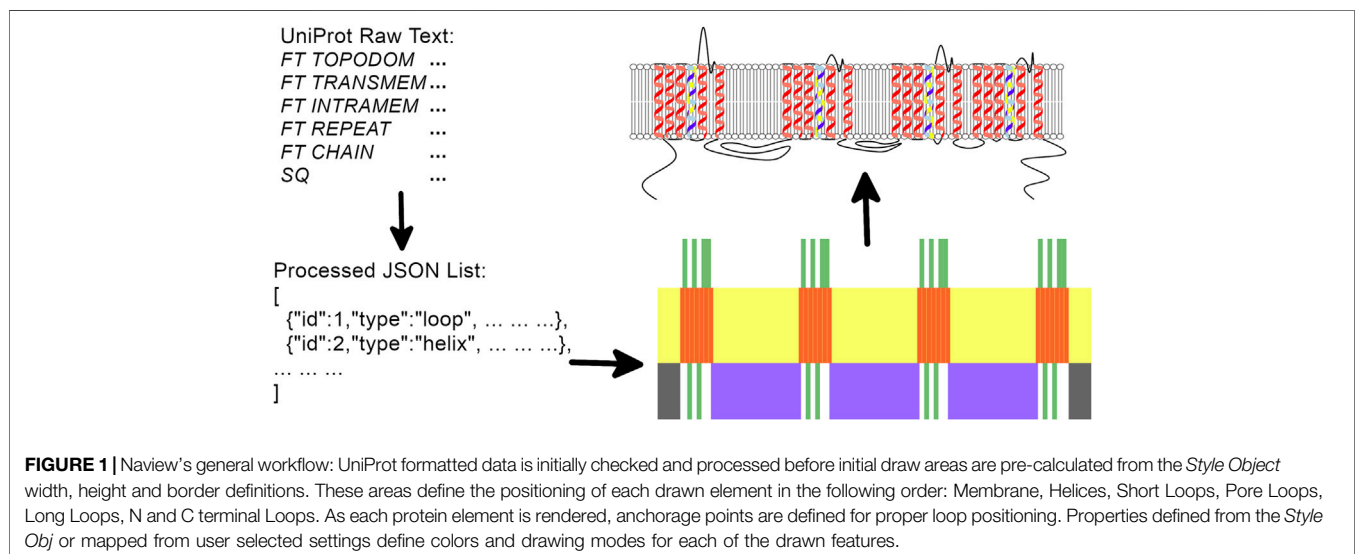 UniProt Raw Text:
FT TOPODOM ...
FT TRANSMEM ...
FT INTRAMEM ...
FT REPEAT ...
FT CHAIN ...
SQ ...
Processed JSON List:
[
{"id":1,"type":"loop", ... ... ...},
{"id":2,"type":"helix", ... ... ...},
... ... ...
]
FIGURE 1 | Naview's general workflow: UniProt formatted data is initially checked and processed before initial draw areas are pre-calculated from the Style Object
width, height and border definitions. These areas define the positioning of each drawn element in the following order: Membrane, Helices, Short Loops, Pore Loops,
Long Loops, N and C terminal Loops. As each protein element is rendered, anchorage points are defined for proper loop positioning. Properties defined from the Style
Obj or mapped from user selected settings define colors and drawing modes for each of the drawn features.